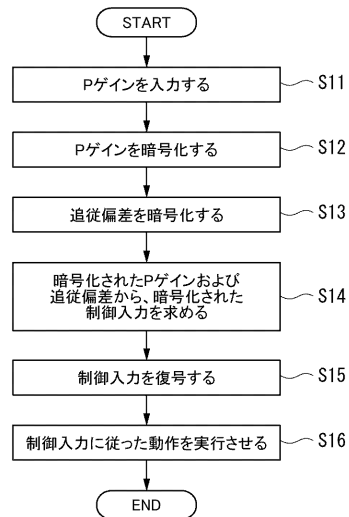 START
Pゲインを入力する
S11
Pゲインを暗号化する
S12
追従偏差を暗号化する
S13
暗号化されたPゲインおよび
追従偏差から、暗号化された
制御入力を求める
S14
制御入力を復号する
S15
制御入力に従った動作を実行させる
S16
END